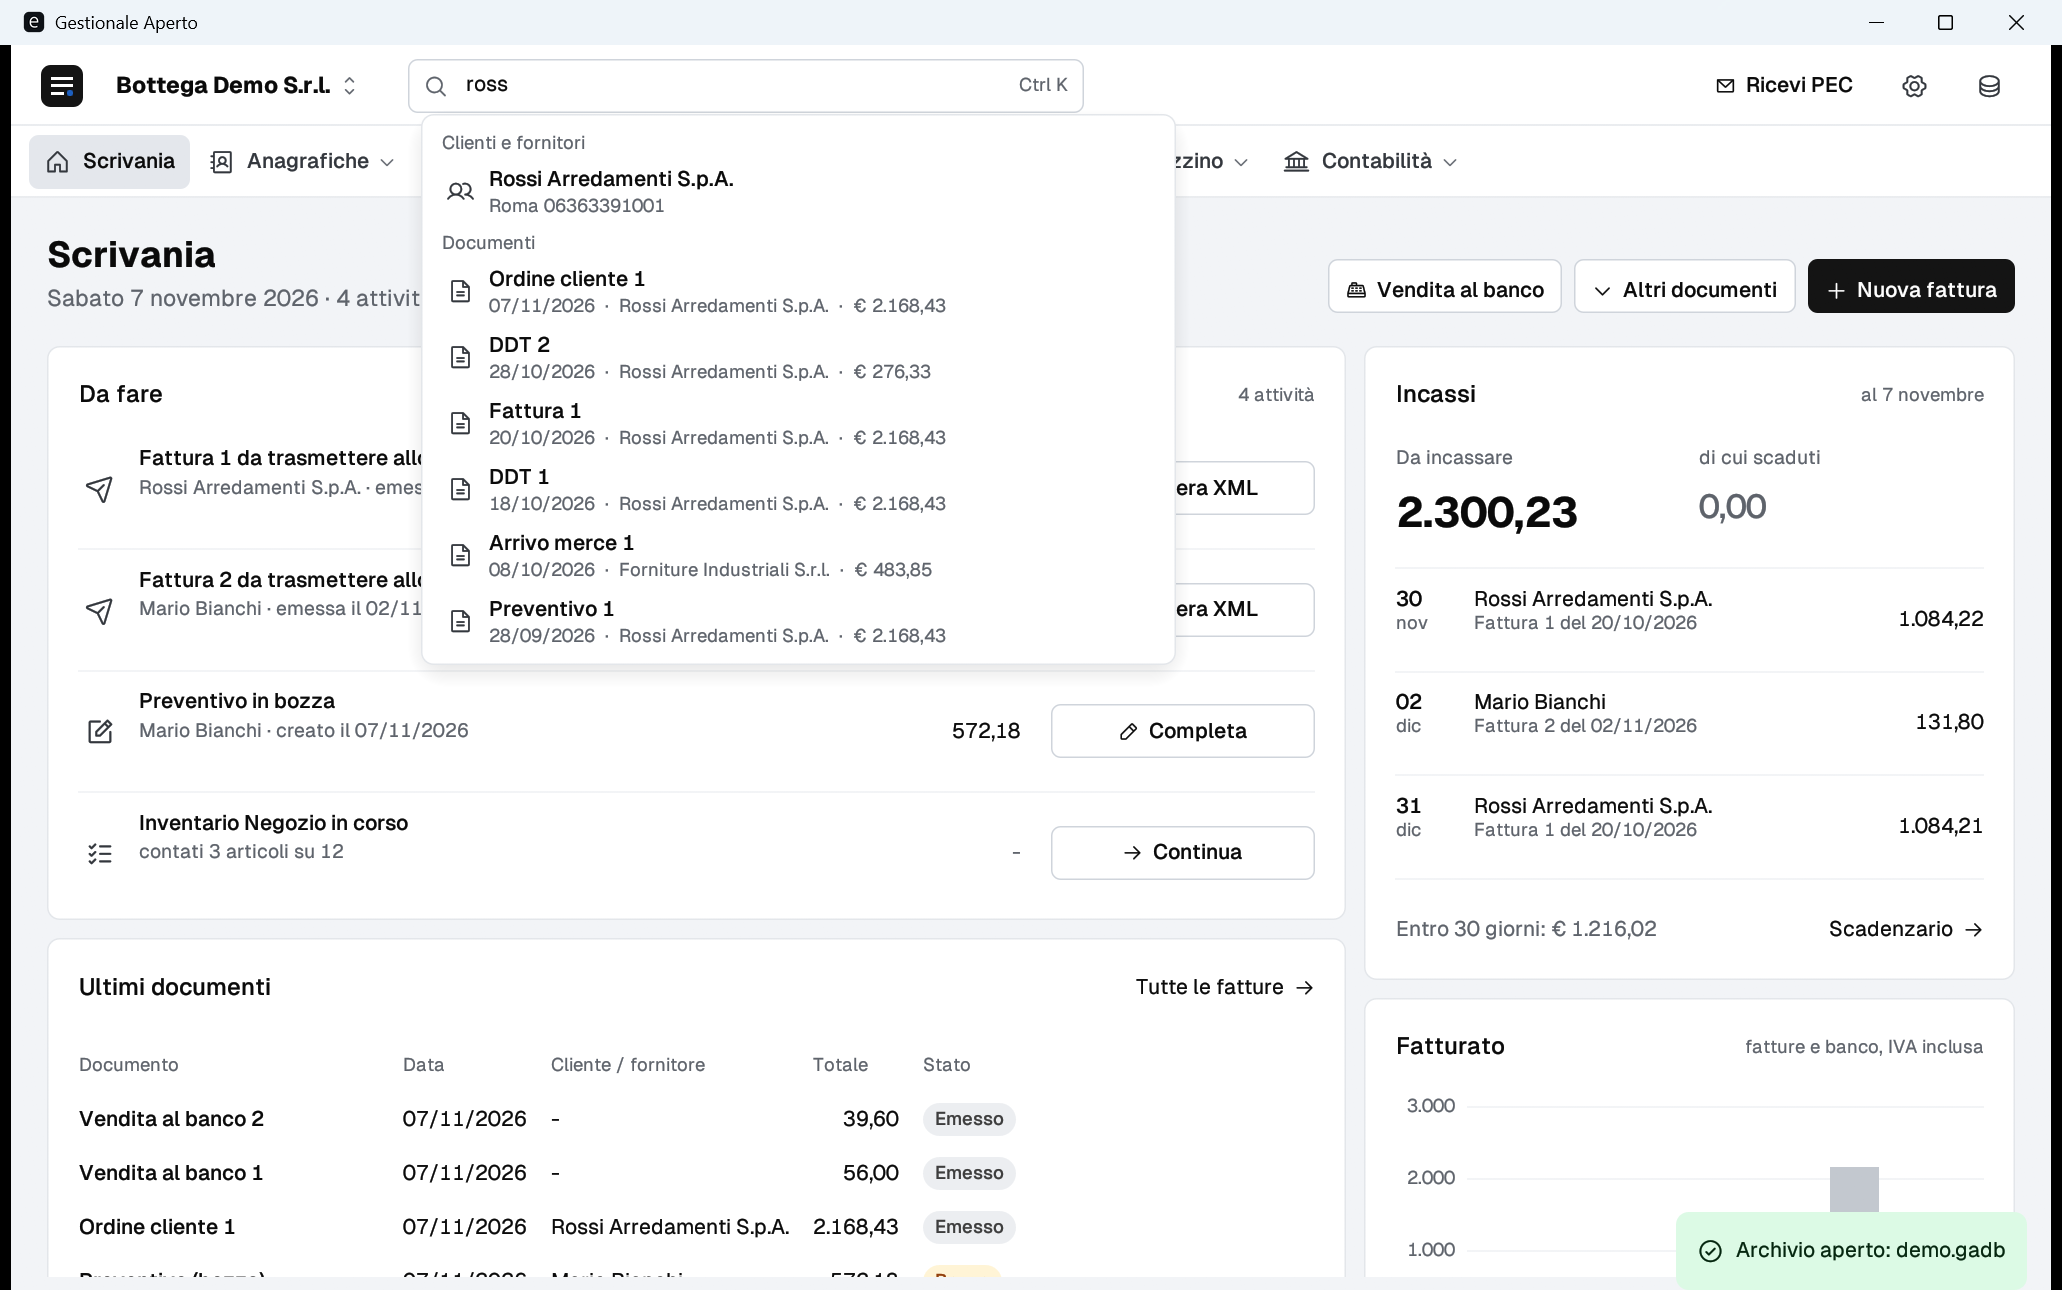 Gestionale Aperto
Bottega Demo S.r.l.
ross
Ctrl K
Ricevi PEC
Scrivania
Anagrafiche
zzino
Contabilità
Clienti e fornitori
Rossi Arredamenti S.p.A.
Roma 06363391001
Documenti
Ordine cliente 1
07/11/2026 · Rossi Arredamenti S.p.A. · € 2.168,43
DDT 2
28/10/2026 · Rossi Arredamenti S.p.A. · € 276,33
Fattura 1
20/10/2026 · Rossi Arredamenti S.p.A. · € 2.168,43
DDT 1
18/10/2026 · Rossi Arredamenti S.p.A. · € 2.168,43
Arrivo merce 1
08/10/2026 · Forniture Industriali S.r.l. · € 483,85
Preventivo 1
28/09/2026 · Rossi Arredamenti S.p.A. · € 2.168,43
Scrivania
Sabato 7 novembre 2026 · 4 attivit
Vendita al banco
Altri documenti
Nuova fattura
Da fare
4 attività
Fattura 1 da trasmettere allo
Rossi Arredamenti S.p.A. · emes
era XML
Fattura 2 da trasmettere allo
Mario Bianchi · emessa il 02/11
era XML
Preventivo in bozza
Mario Bianchi · creato il 07/11/2026
572,18
Completa
Inventario Negozio in corso
contati 3 articoli su 12
-
Continua
Incassi
al 7 novembre
Da incassare
di cui scaduti
2.300,23
0,00
30 nov
Rossi Arredamenti S.p.A.
Fattura 1 del 20/10/2026
1.084,22
02 dic
Mario Bianchi
Fattura 2 del 02/11/2026
131,80
31 dic
Rossi Arredamenti S.p.A.
Fattura 1 del 20/10/2026
1.084,21
Entro 30 giorni: € 1.216,02
Scadenzario
Ultimi documenti
Tutte le fatture
Documento Data Cliente / fornitore Totale Stato
Vendita al banco 2 07/11/2026 - 39,60 Emesso
Vendita al banco 1 07/11/2026 - 56,00 Emesso
Ordine cliente 1 07/11/2026 Rossi Arredamenti S.p.A. 2.168,43 Emesso
Preventivo (bozza) 07/11/2026 Mario Bianchi 572,18
Fatturato
fatture e banco, IVA inclusa
3.000
2.000
1.000
Archivio aperto: demo.gadb